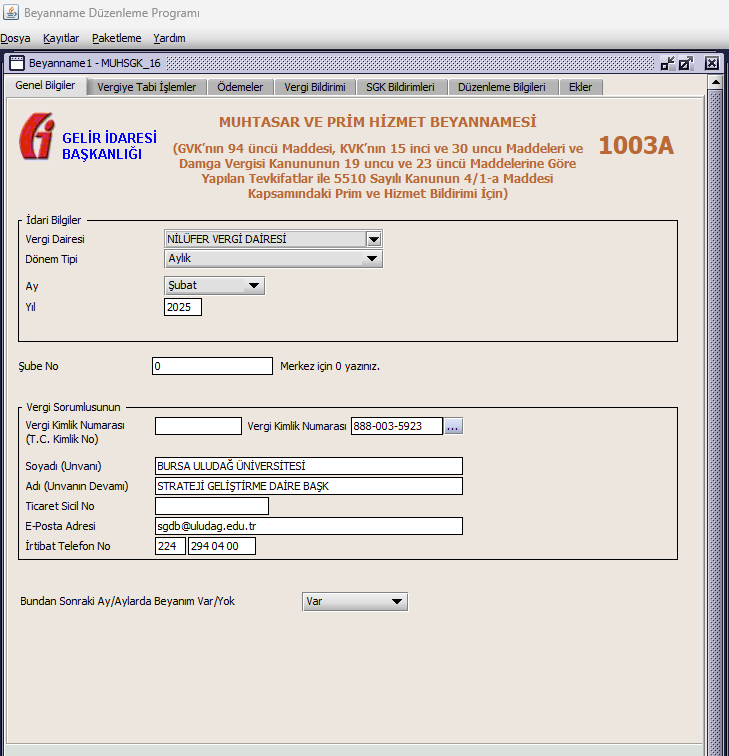 Beyanname Düzenleme Programı
Dosya Kayıtlar Paketleme Yardım
Beyanname1 - MUHSGK_16
Genel Bilgiler Vergiye Tabi İşlemler Ödemeler Vergi Bildirimi SGK Bildirimleri Düzenleme Bilgileri Ekler
GELİR İDARESİ
BAŞKANLIĞI
MUHTASAR VE PRİM HİZMET BEYANNAMESİ
(GVK’nın 94 üncü Maddesi, KVK’nın 15 inci ve 30 uncu Maddeleri ve
Damga Vergisi Kanununun 19 uncu ve 23 üncü Maddelerine Göre
Yapılan Tevkifatlar ile 5510 Sayılı Kanunun 4/1-a Maddesi
Kapsamındaki Prim ve Hizmet Bildirimi İçin)
1003A
İdari Bilgiler
Vergi Dairesi NİLÜFER VERGİ DAİRESİ
Dönem Tipi Aylık
Ay Şubat
Yıl 2025
Şube No 0 Merkez için 0 yazınız.
Vergi Sorumlusunun
Vergi Kimlik Numarası
(T.C. Kimlik No)
Vergi Kimlik Numarası 888-003-5923 ...
Soyadı (Unvanı) BURSA ULUDAĞ ÜNİVERSİTESİ
Adı (Unvanın Devamı) STRATEJİ GELİŞTİRME DAİRE BAŞK
Ticaret Sicil No
E-Posta Adresi sgdb@uludag.edu.tr
İrtibat Telefon No 224 294 04 00
Bundan Sonraki Ay/Aylarda Beyanım Var/Yok Var